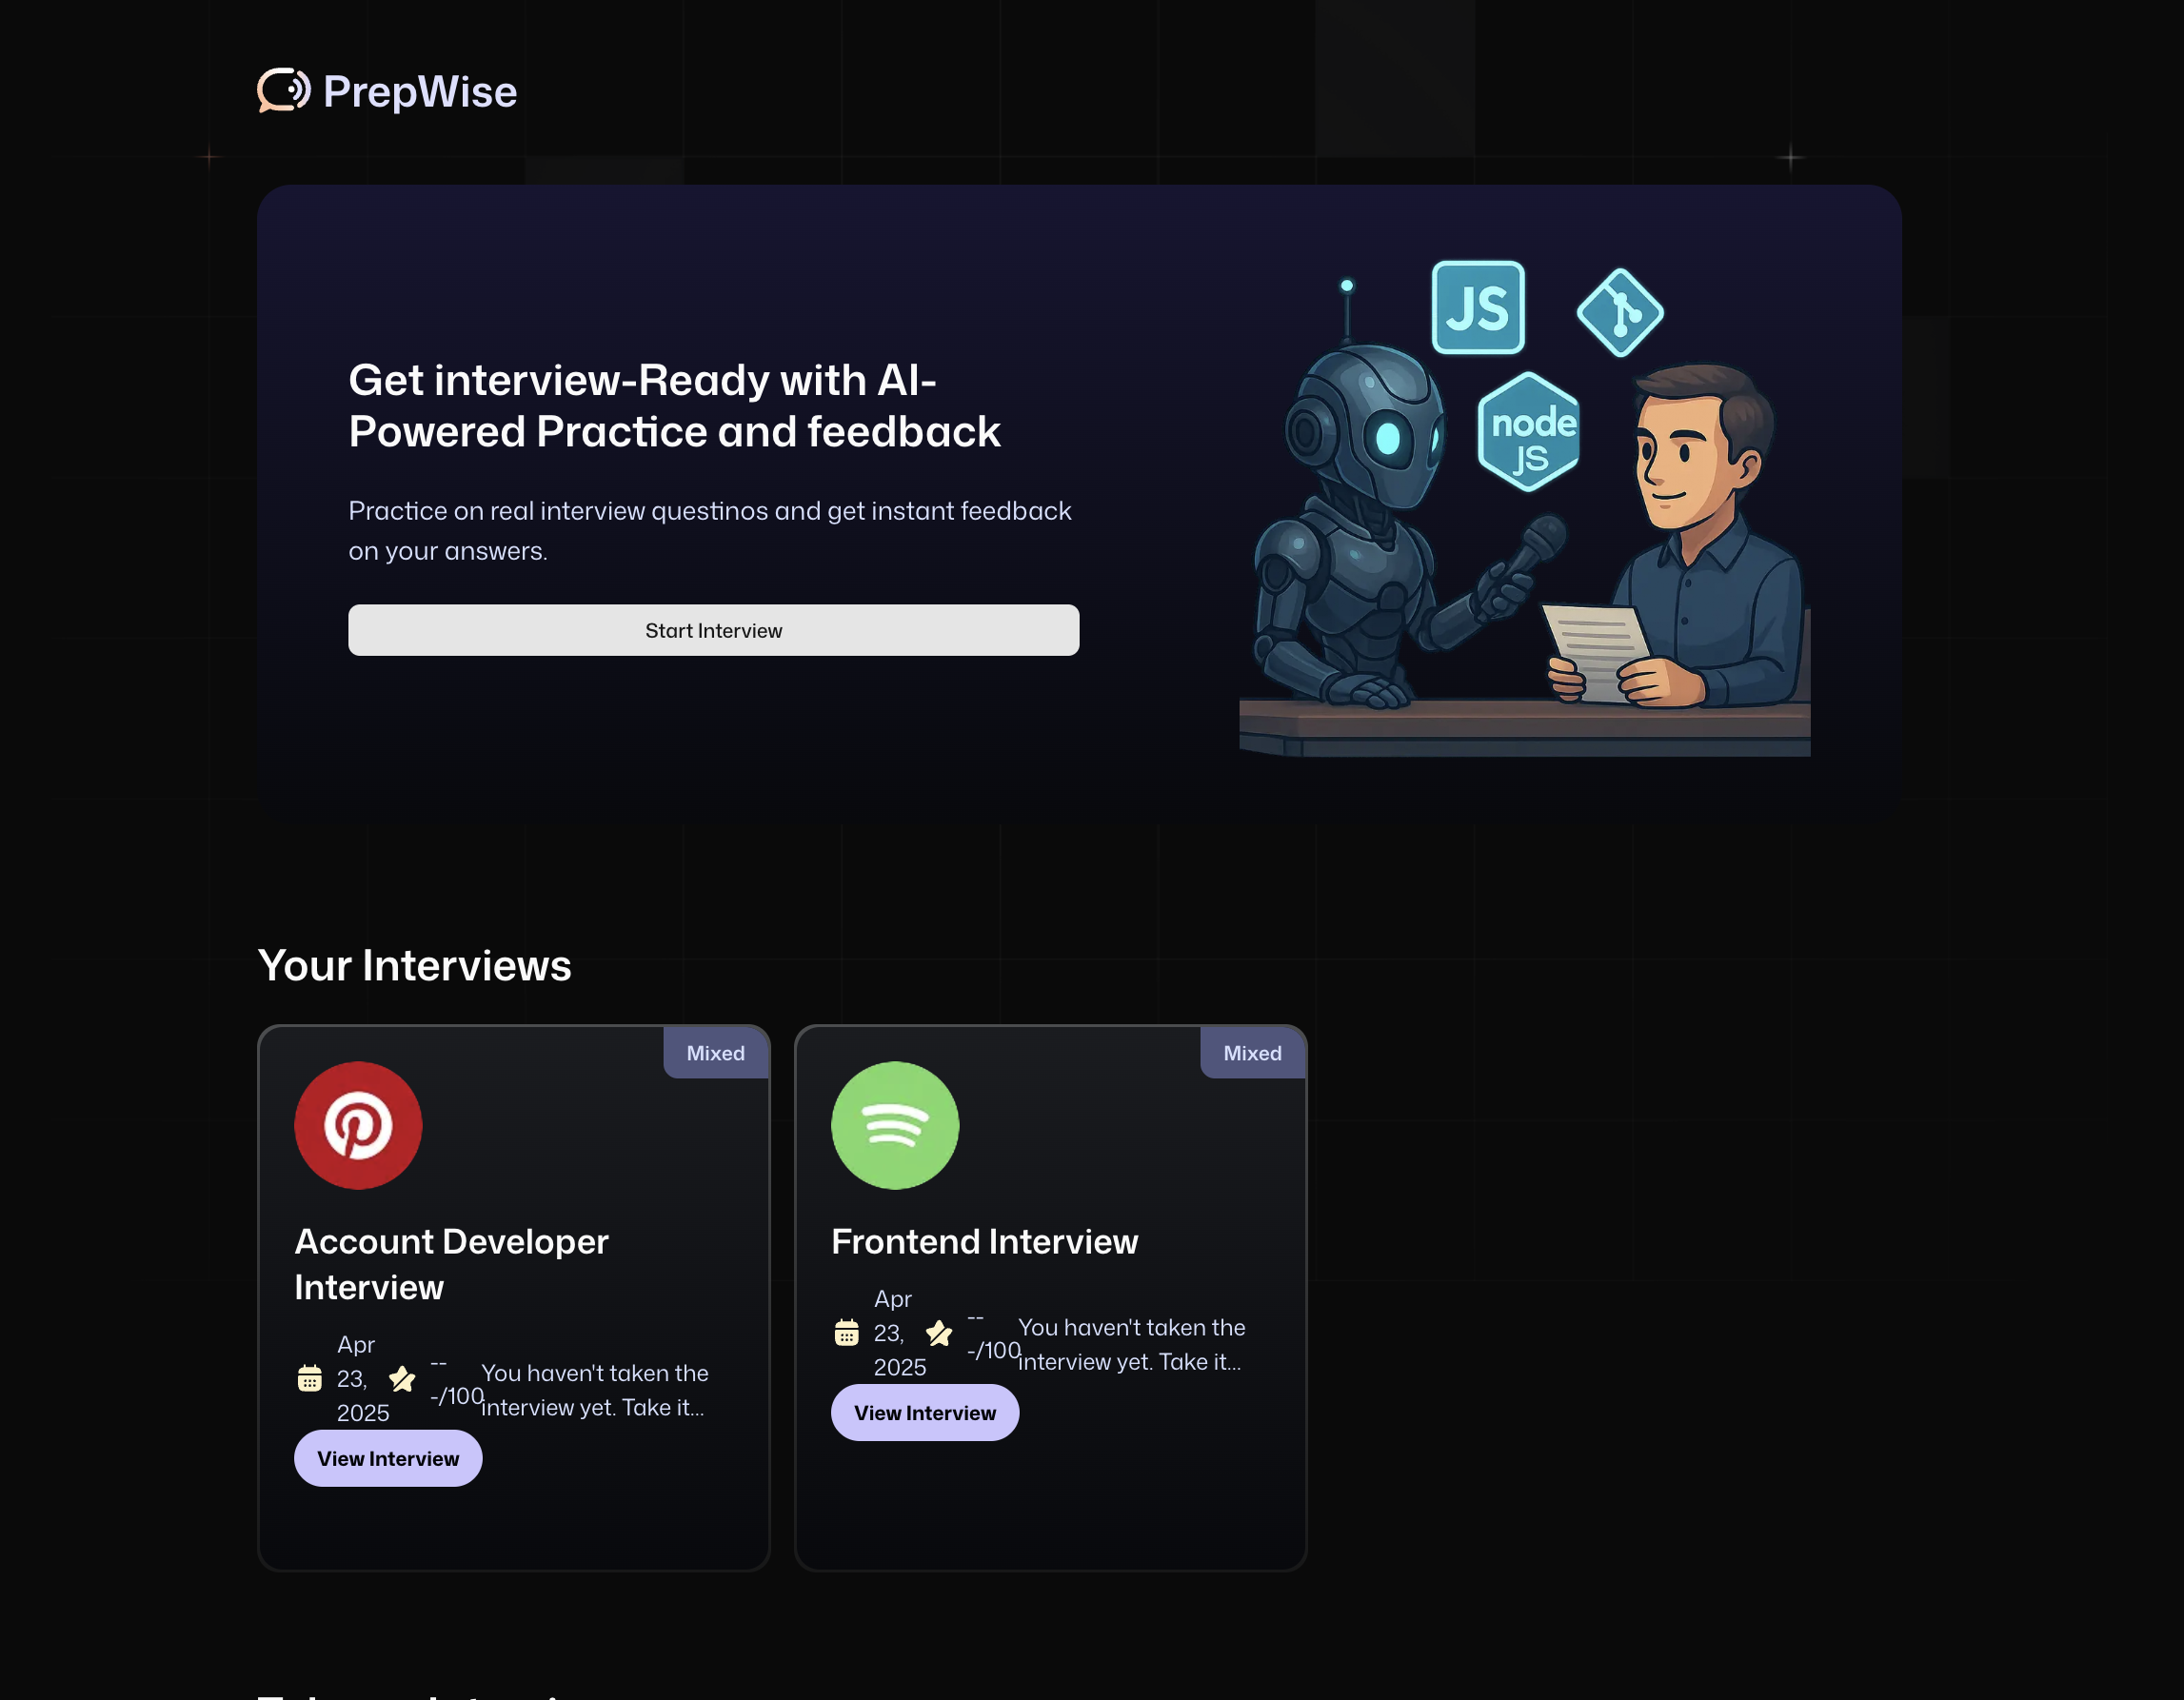 PrepWise
JS
node
JS
Get interview-Ready with AI-
Powered Practice and feedback
Practice on real interview questinos and get instant feedback
on your answers.
Start Interview
Your Interviews
Mixed
Account Developer
Interview
Apr
23,
2025
--
-/100
You haven't taken the
interview yet. Take it...
View Interview
Mixed
Frontend Interview
Apr
23,
2025
--
-/100
You haven't taken the
interview yet. Take it...
View Interview